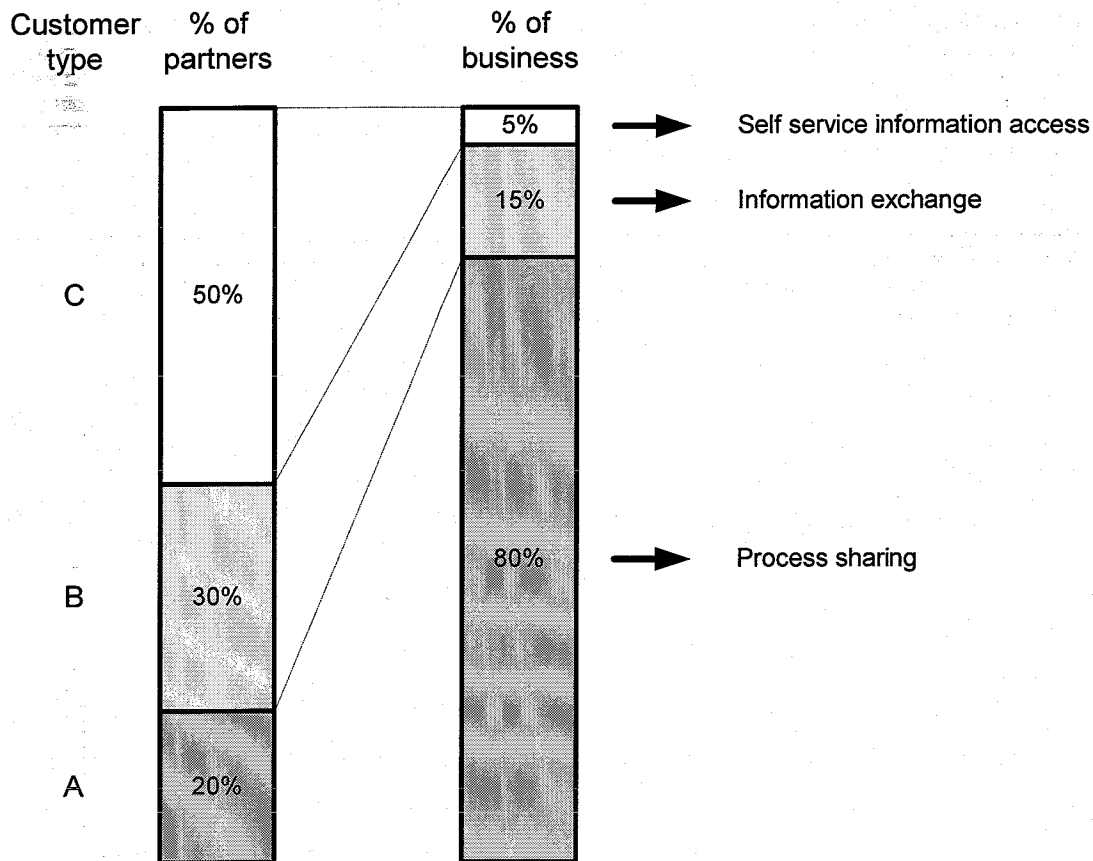 Customer type
% of partners
% of business
5%
Self service information access
15%
Information exchange
C
50%
80%
Process sharing
B
30%
A
20%